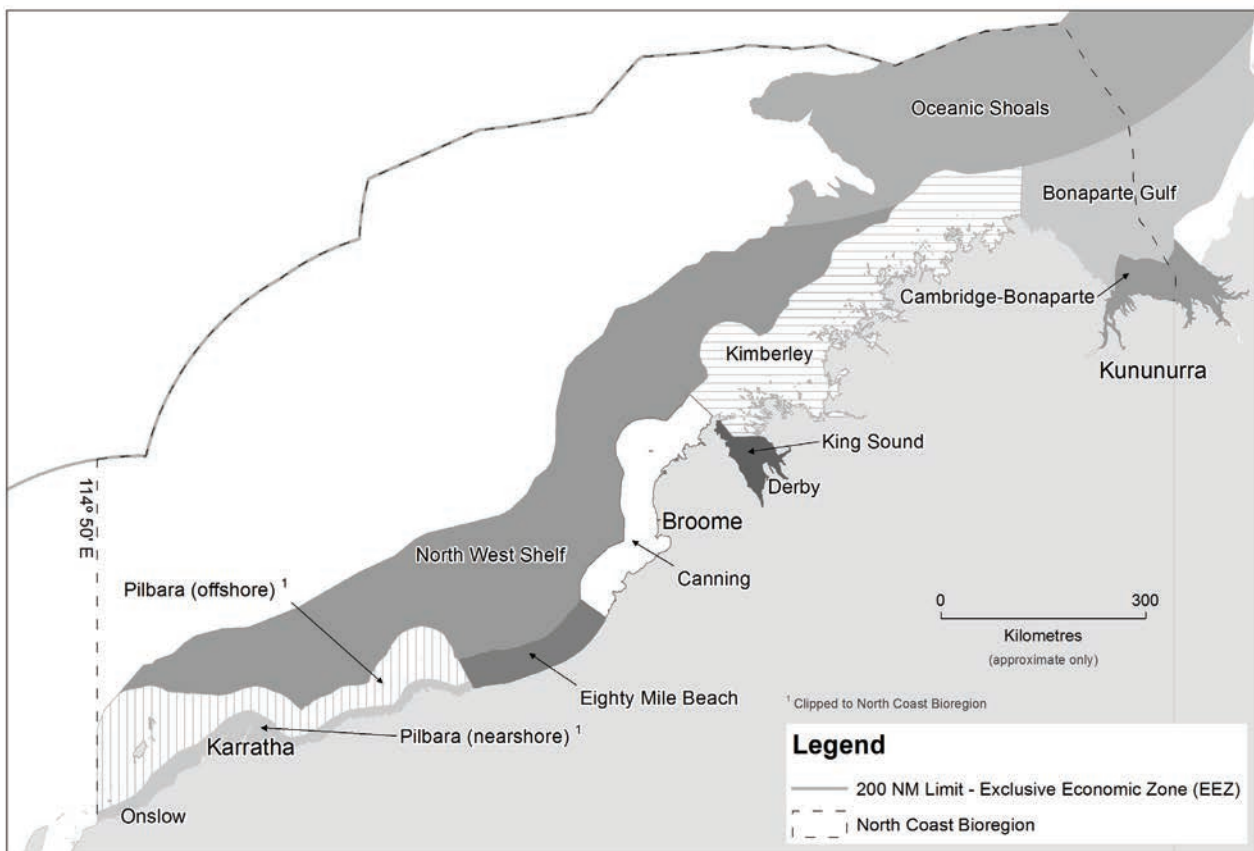 Oceanic Shoals
Bonaparte Gulf
Cambridge-Bonaparte
Kununurra
Kimberley
King Sound
Derby
Broome
Canning
114° 50' E
North West Shelf
Pilbara (offshore) 1
Eighty Mile Beach
Karratha
Pilbara (nearshore) 1
Onslow
0 300
Kilometres
(approximate only)
1 Clipped to North Coast Bioregion
Legend
200 NM Limit - Exclusive Economic Zone (EEZ)
North Coast Bioregion